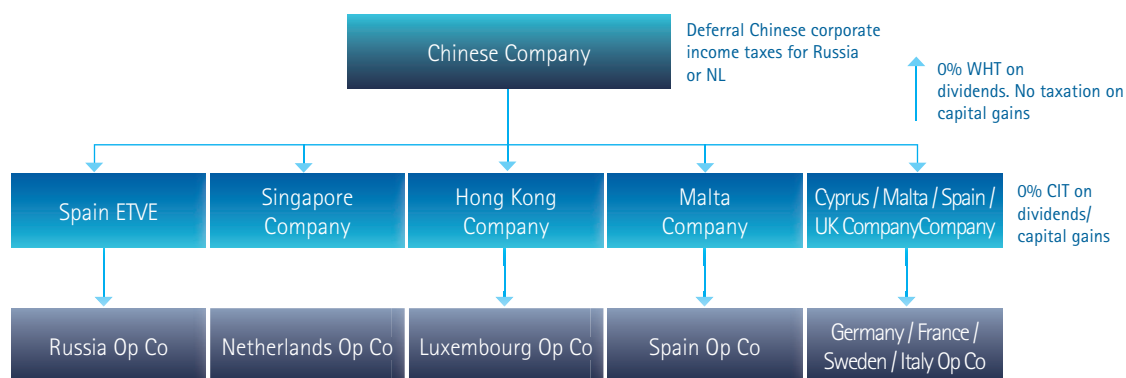 Chinese Company
Deferral Chinese corporate
income taxes for Russia
or NL
0% WHT on
dividends. No taxation on
capital gains
Spain ETVE
Singapore
Company
Hong Kong
Company
Malta
Company
Cyprus / Malta / Spain /
UK CompanyCompany
0% CIT on
dividends/
capital gains
Russia Op Co
Netherlands Op Co
Luxembourg Op Co
Spain Op Co
Germany / France /
Sweden / Italy Op Co